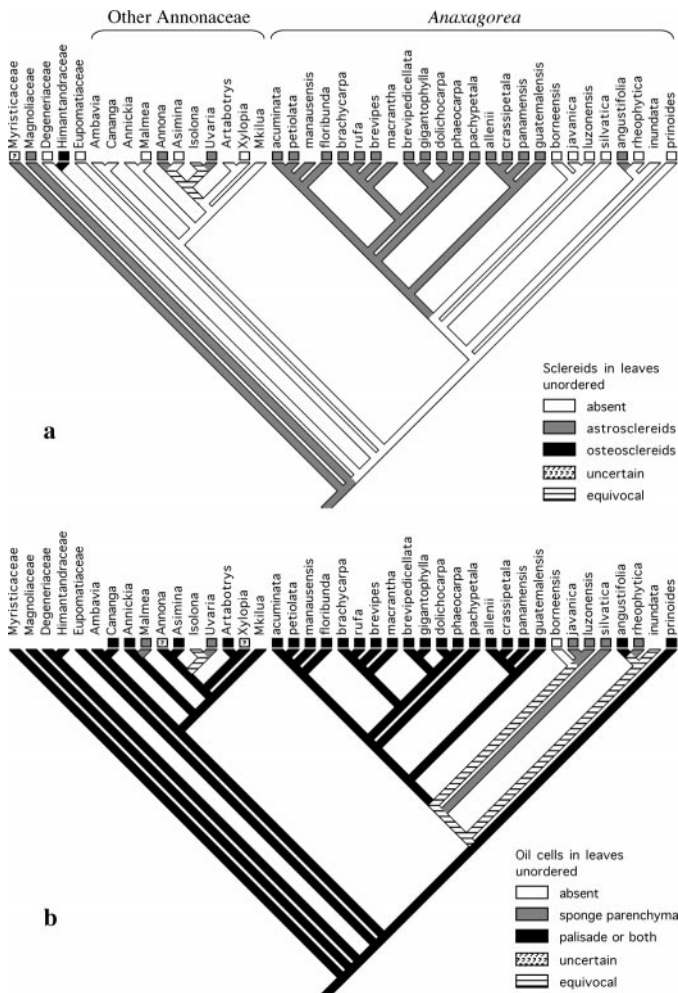 Other Annonaceae
Anaxagorea
Myristicaceae
Magnoliaceae
Degeneriaceae
Himantandraceae
Eupomatiaceae
Ambavia
Cananga
Annickia
Malmea
Annona
Asimina
Isolona
Uvaria
Artabotrys
Xylopia
Mkilua
acuminata
petiolata
manausensis
floribunda
brachycarpa
rufa
brevipes
macrantha
brevipedicellata
gigantophylla
dolichocarpa
phaeocarpa
pachypetala
allenii
crassipetala
panamensis
guatemalensis
borneensis
javanica
luzonensis
silvatica
angustifolia
rheophytica
inundata
prinoides
Sclereids in leaves
unordered
absent
astrosclereids
osteosclereids
uncertain
equivocal
a
Myristicaceae
Magnoliaceae
Degeneriaceae
Himantandraceae
Eupomatiaceae
Ambavia
Cananga
Annickia
Malmea
Annona
Asimina
Isolona
Uvaria
Artabotrys
Xylopia
Mkilua
acuminata
petiolata
manausensis
floribunda
brachycarpa
rufa
brevipes
macrantha
brevipedicellata
gigantophylla
dolichocarpa
phaeocarpa
pachypetala
allenii
crassipetala
panamensis
guatemalensis
borneensis
javanica
luzonensis
silvatica
angustifolia
rheophytica
inundata
prinoides
Oil cells in leaves
unordered
absent
sponge parenchyma
palisade or both
uncertain
equivocal
b